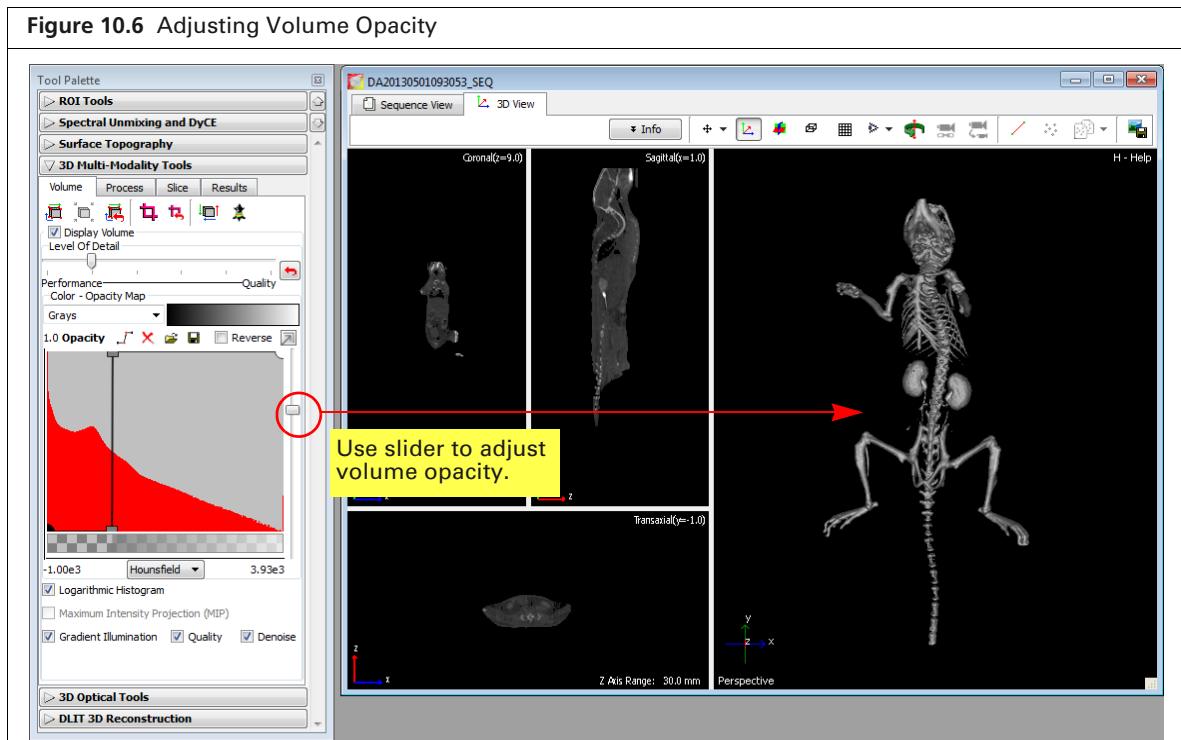 Figure 10.6 Adjusting Volume Opacity
Tool Palette
ROI Tools
Spectral Unmixing and DyCE
Surface Topography
3D Multi-Modality Tools
Volume Process Slice Results
Display Volume
Level Of Detail
Performance Quality
Color - Opacity Map
Grays
1.0 Opacity Reverse
-1.00e3 Hounsfield 3.93e3
Logarithmic Histogram
Maximum Intensity Projection (MIP)
Gradient Illumination Quality Denoise
3D Optical Tools
DLIT 3D Reconstruction
DA20130501093053_SEQ
Sequence View 3D View
Info
Coronal(z=9.0)
Sagittal(x=1.0)
H - Help
Use slider to adjust
volume opacity.
z
Transaxial(y=-1.0)
z
x
Z Axis Range: 30.0 mm
y
z x
Perspective